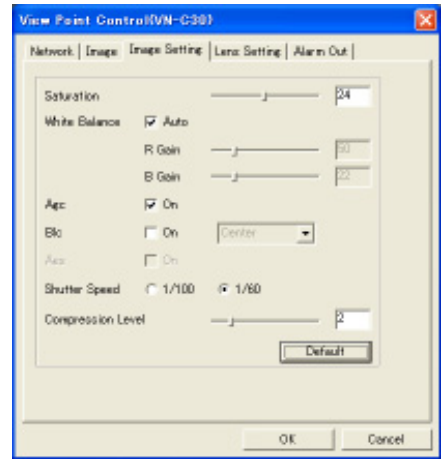 View Point Control(VN-C30)
Network Image Image Setting Lens Setting Alarm Out
Saturation 24
White Balance Auto
R Gain 50
B Gain 22
Agc On
Blc On Center
On
Shutter Speed 1/100 1/60
Compression Level 2
Default
OK Cancel